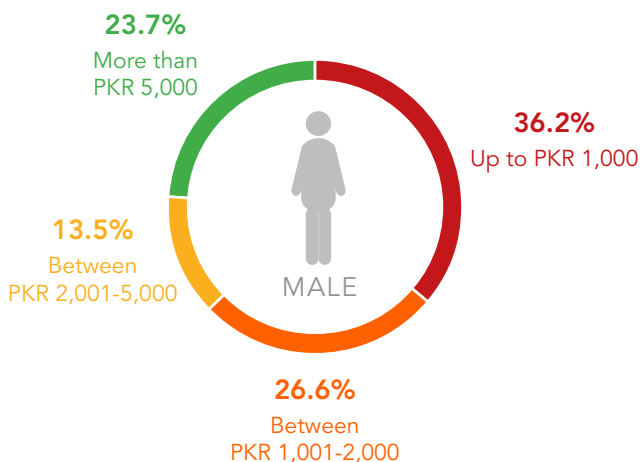 23.7%
More than
PKR 5,000
36.2%
Up to PKR 1,000
13.5%
Between
PKR 2,001-5,000
MALE
26.6%
Between
PKR 1,001-2,000